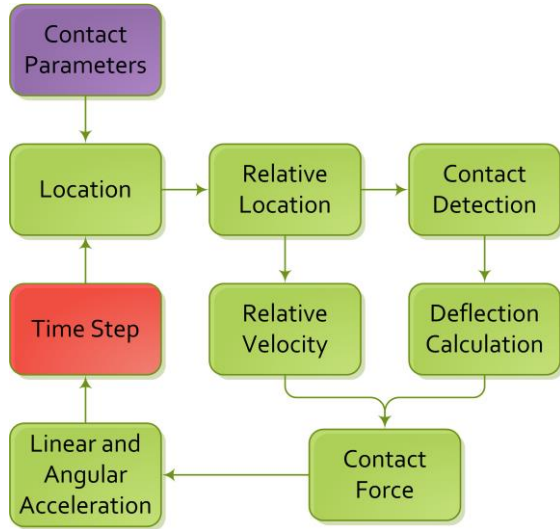 Contact
Parameters
Location
Relative
Location
Contact
Detection
Time Step
Relative
Velocity
Deflection
Calculation
Linear and
Angular
Acceleration
Contact
Force